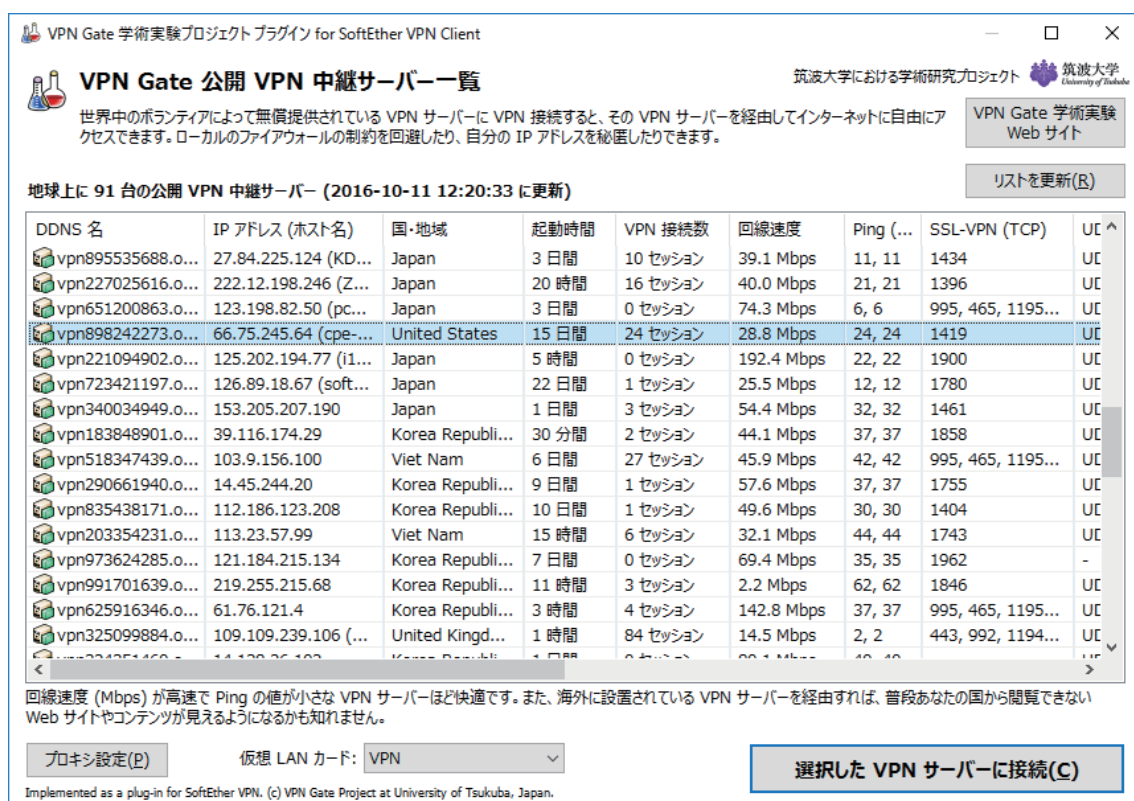 VPN Gate 学術実験プロジェクト プラグイン for SoftEther VPN Client
VPN Gate 公開 VPN 中継サーバー一覧
筑波大学における学術研究プロジェクト
筑波大学
University of Tsukuba
世界中のボランティアによって無償提供されている VPN サーバーに VPN 接続すると、その VPN サーバーを経由してインターネットに自由にア
クセスできます。ローカルのファイアウォールの制約を回避したり、自分の IP アドレスを秘匿したりできます。
VPN Gate 学術実験
Web サイト
リストを更新(R)
地球上に 91 台の公開 VPN 中継サーバー (2016-10-11 12:20:33 に更新)
DDNS 名 IP アドレス (ホスト名) 国・地域 起動時間 VPN 接続数 回線速度 Ping (... SSL-VPN (TCP) UD
vpn895535688.o... 27.84.225.124 (KD... Japan 3 日間 10 セッション 39.1 Mbps 11, 11 1434 UD
vpn227025616.o... 222.12.198.246 (Z... Japan 20 時間 16 セッション 40.0 Mbps 21, 21 1396 UD
vpn651200863.o... 123.198.82.50 (pc... Japan 3 日間 0 セッション 74.3 Mbps 6, 6 995, 465, 1195... UD
vpn898242273.o... 66.75.245.64 (cpe-... United States 15 日間 24 セッション 28.8 Mbps 24, 24 1419 UD
vpn221094902.o... 125.202.194.77 (i1... Japan 5 時間 0 セッション 192.4 Mbps 22, 22 1900 UD
vpn723421197.o... 126.89.18.67 (soft... Japan 22 日間 1 セッション 25.5 Mbps 12, 12 1780 UD
vpn340034949.o... 153.205.207.190 Japan 1 日間 3 セッション 54.4 Mbps 32, 32 1461 UD
vpn183848901.o... 39.116.174.29 Korea Republi... 30 分間 2 セッション 44.1 Mbps 37, 37 1858 UD
vpn518347439.o... 103.9.156.100 Viet Nam 6 日間 27 セッション 45.9 Mbps 42, 42 995, 465, 1195... UD
vpn290661940.o... 14.45.244.20 Korea Republi... 9 日間 1 セッション 57.6 Mbps 37, 37 1755 UD
vpn835438171.o... 112.186.123.208 Korea Republi... 10 日間 1 セッション 49.6 Mbps 30, 30 1404 UD
vpn203354231.o... 113.23.57.99 Viet Nam 15 時間 6 セッション 32.1 Mbps 44, 44 1743 UD
vpn973624285.o... 121.184.215.134 Korea Republi... 7 日間 0 セッション 69.4 Mbps 35, 35 1962 -
vpn991701639.o... 219.255.215.68 Korea Republi... 11 時間 3 セッション 2.2 Mbps 62, 62 1846 UD
vpn625916346.o... 61.76.121.4 Korea Republi... 3 時間 4 セッション 142.8 Mbps 37, 37 995, 465, 1195... UD
vpn325099884.o... 109.109.239.106 (... United Kingd... 1 時間 84 セッション 14.5 Mbps 2, 2 443, 992, 1194... UD
回線速度 (Mbps) が高速で Ping の値が小さな VPN サーバーほど快適です。また、海外に設置されている VPN サーバーを経由すれば、普段あなたの国から閲覧できない
Web サイトやコンテンツが見えるようになるかも知れません。
プロキシ設定(P) 仮想 LAN カード: VPN
選択した VPN サーバーに接続(C)
Implemented as a plug-in for SoftEther VPN. (c) VPN Gate Project at University of Tsukuba, Japan.